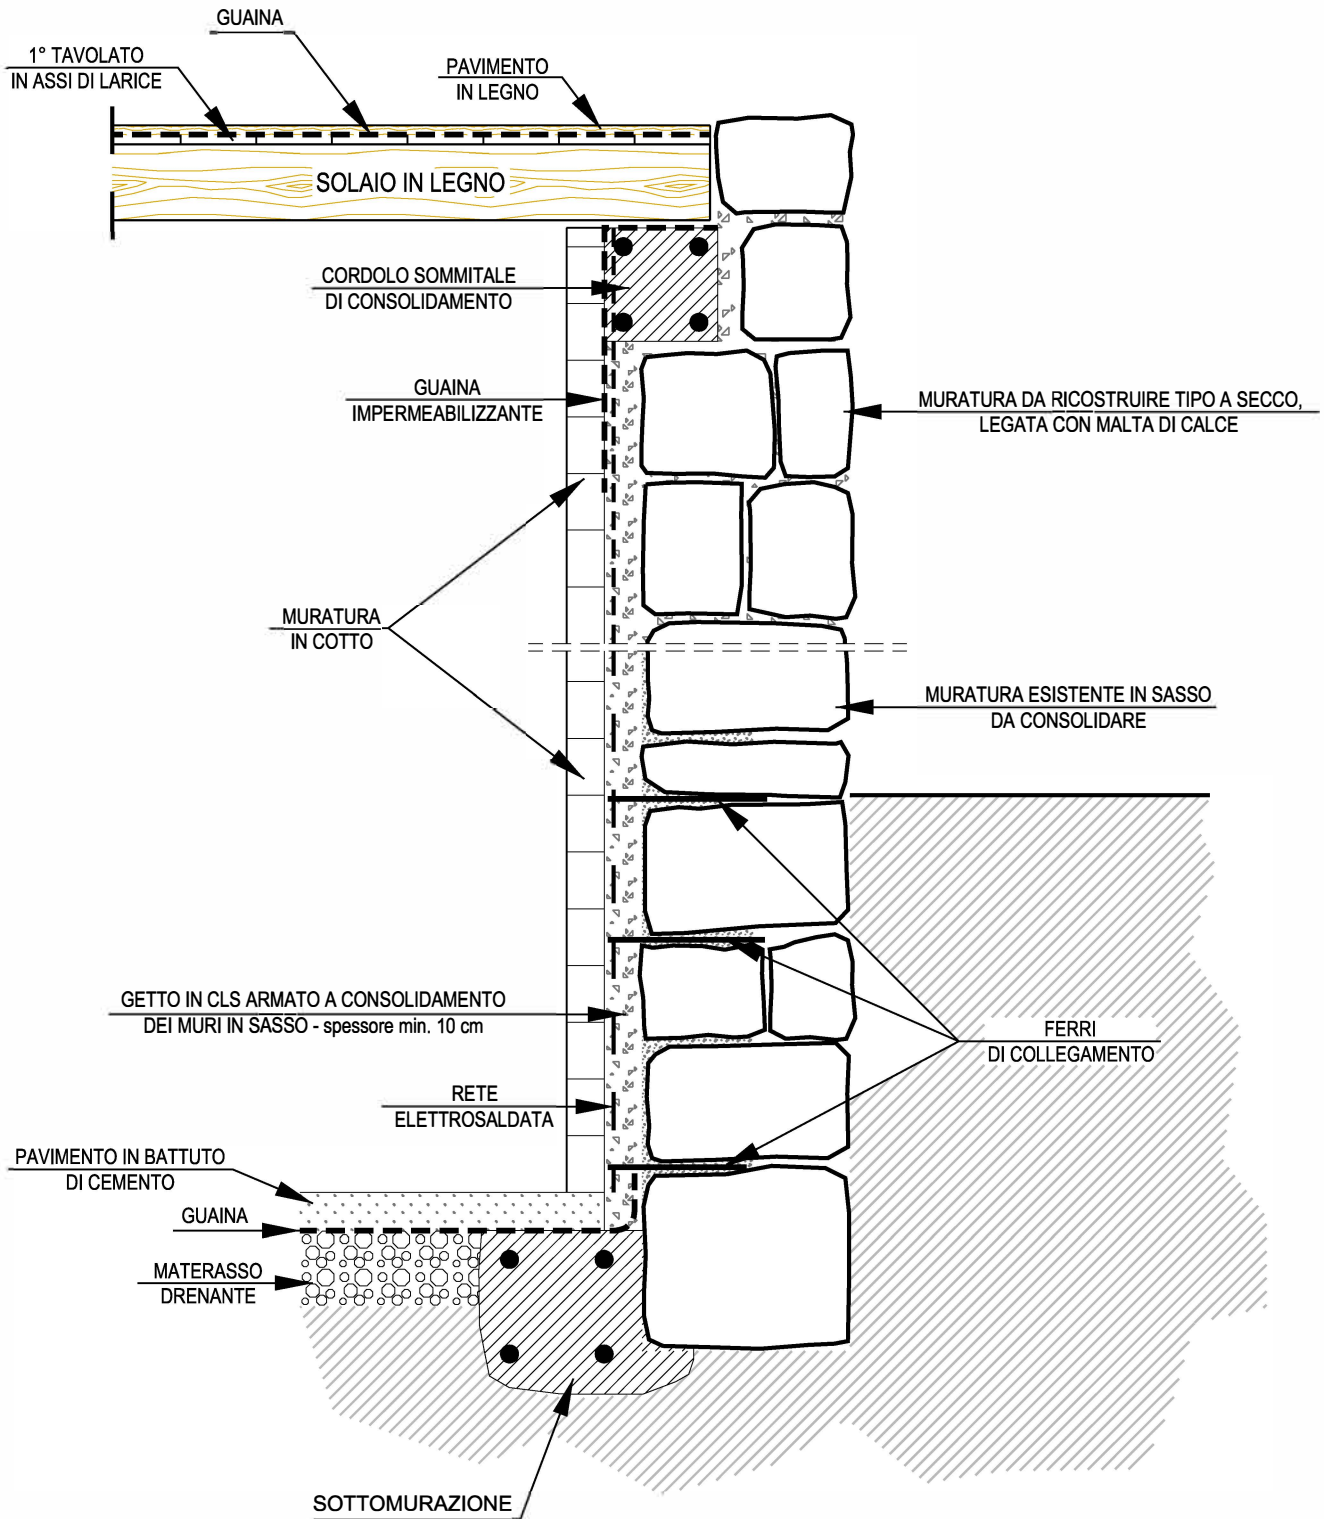 GUAINA
1° TAVOLATO
IN ASSI DI LARICE
PAVIMENTO
IN LEGNO
SOLAIO IN LEGNO
CORDOLO SOMMITALE
DI CONSOLIDAMENTO
GUAINA
IMPERMEABILIZZANTE
MURATURA DA RICOSTRUIRE TIPO A SECCO,
LEGATA CON MALTA DI CALCE
MURATURA
IN COTTO
MURATURA ESISTENTE IN SASSO
DA CONSOLIDARE
GETTO IN CLS ARMATO A CONSOLIDAMENTO
DEI MURI IN SASSO - spessore min. 10 cm
FERRI
DI COLLEGAMENTO
RETE
ELETTROSALDATA
PAVIMENTO IN BATTUTO
DI CEMENTO
GUAINA
MATERASSO
DRENANTE
SOTTOMURAZIONE